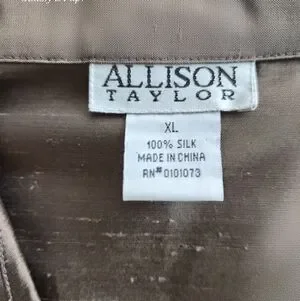 ALLISON
TAYLOR
XL
100% SILK
MADE IN CHINA
RN# 0101073